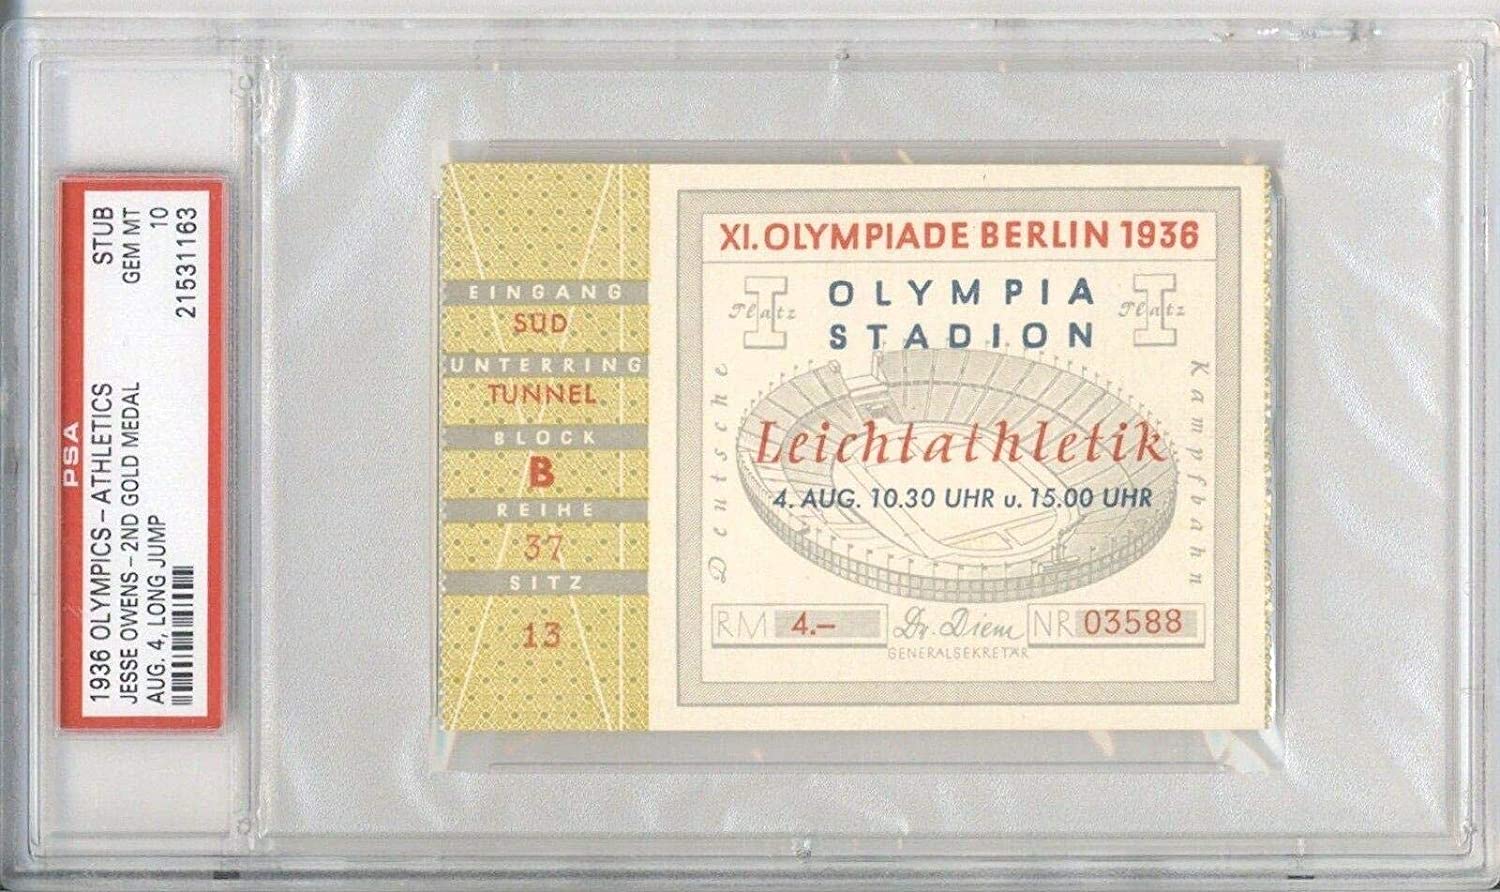 PSA
1936 OLYMPICS - ATHLETICS STUB
JESSE OWENS - 2ND GOLD MEDAL GEM MT
AUG. 4, LONG JUMP 10
21531163
EINGANG
SÜD
UNTERRING
TUNNEL
BLOCK
B
REIHE
37
SITZ
13
XI. OLYMPIADE BERLIN 1936
I Platz
OLYMPIA
STADION
I Platz
Deutsche
Kampfbahn
Leichtathletik
4. AUG. 10.30 UHR u. 15.00 UHR
RM 4.–
Dr. Diem
GENERALSEKRETÄR
NR 03588